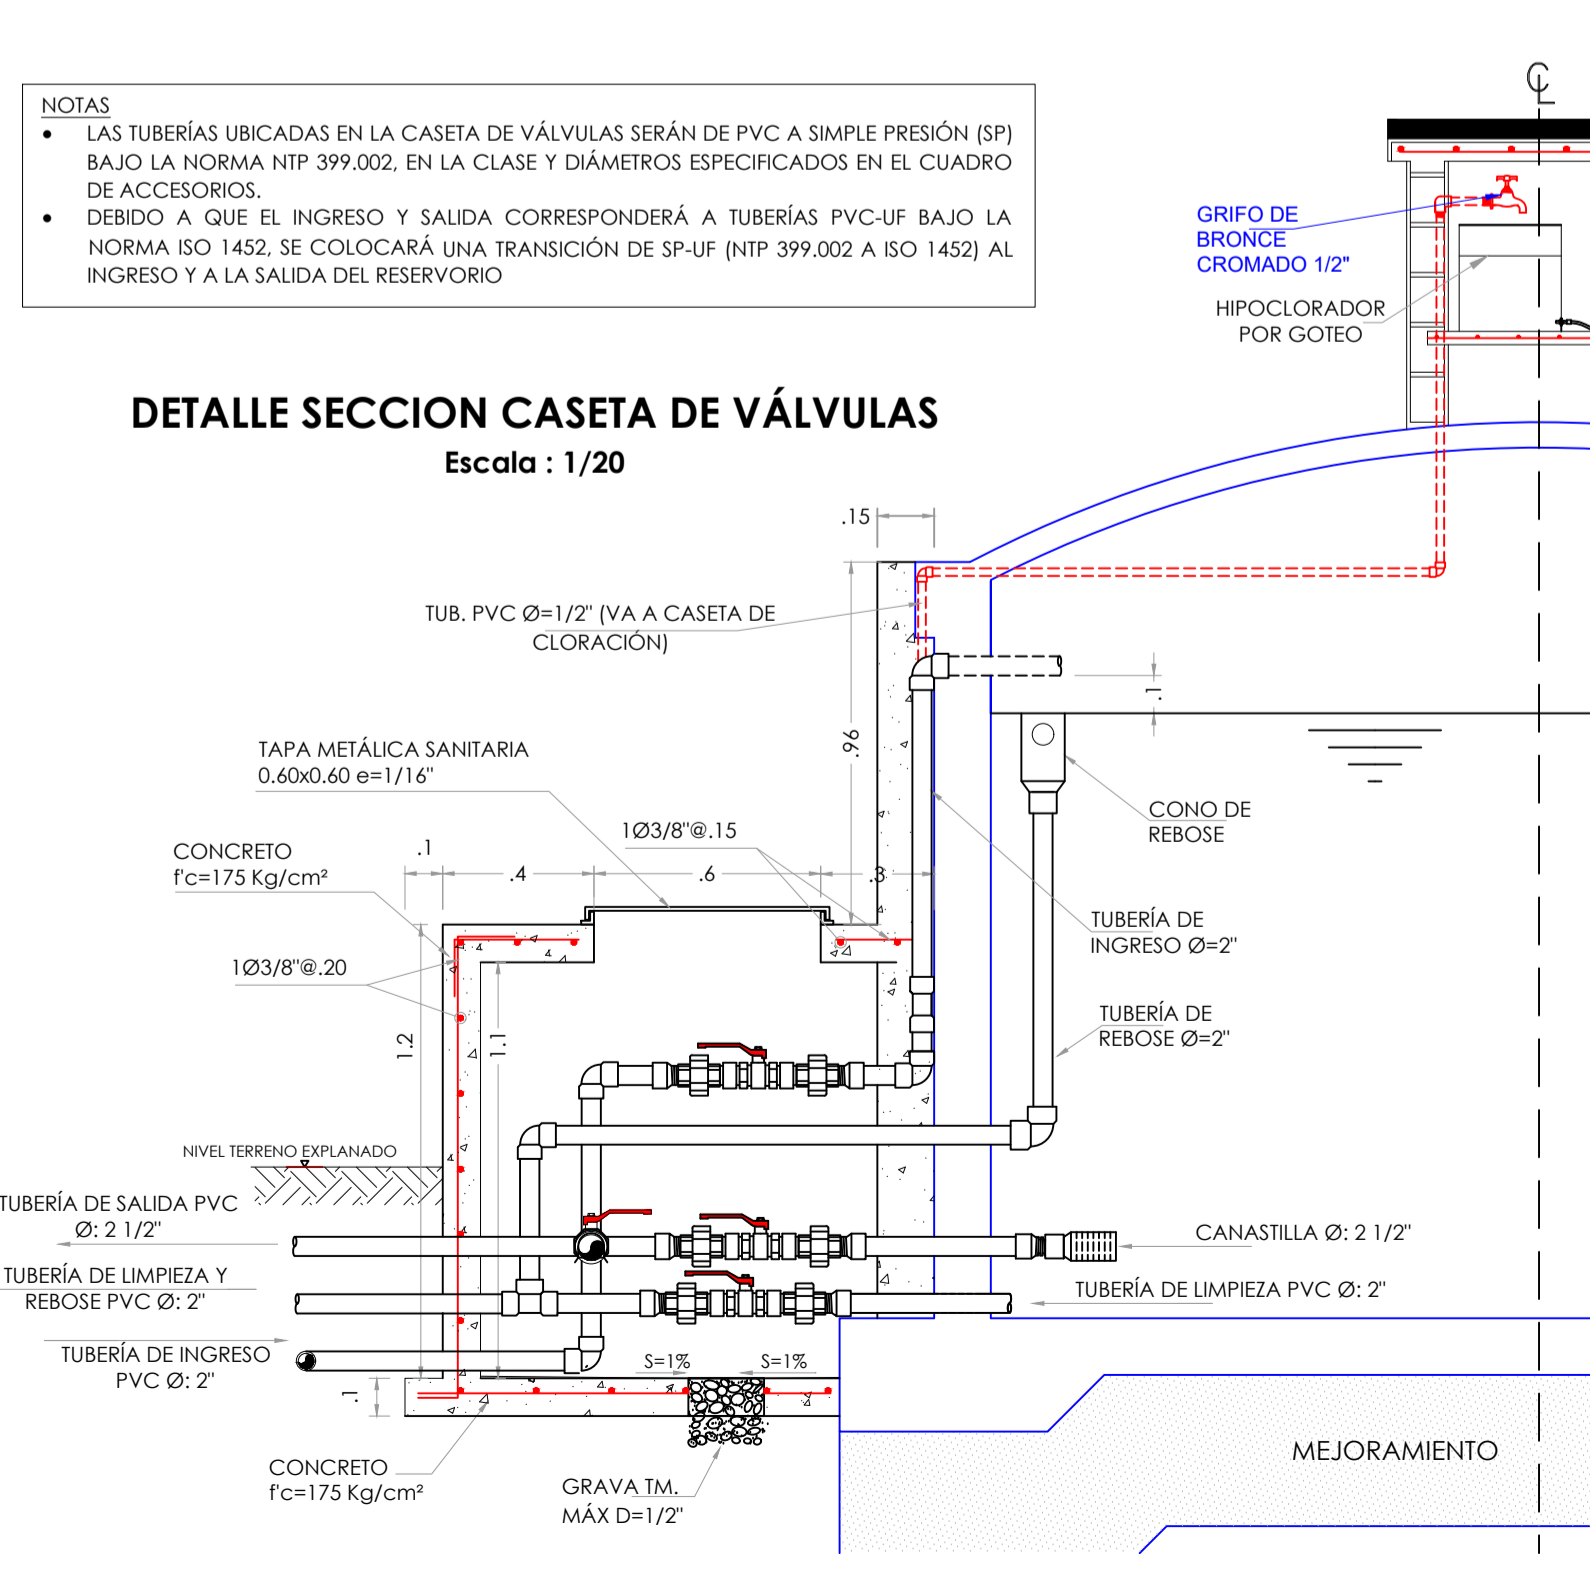 NOTAS
• LAS TUBERÍAS UBICADAS EN LA CASETA DE VÁLVULAS SERÁN DE PVC A SIMPLE PRESIÓN (SP)
BAJO LA NORMA NTP 399.002, EN LA CLASE Y DIÁMETROS ESPECIFICADOS EN EL CUADRO
DE ACCESORIOS.
• DEBIDO A QUE EL INGRESO Y SALIDA CORRESPONDERÁ A TUBERÍAS PVC-UF BAJO LA
NORMA ISO 1452, SE COLOCARÁ UNA TRANSICIÓN DE SP-UF (NTP 399.002 A ISO 1452) AL
INGRESO Y A LA SALIDA DEL RESERVORIO
DETALLE SECCION CASETA DE VÁLVULAS
Escala : 1/20
CL
GRIFO DE
BRONCE
CROMADO 1/2"
HIPOCLORADOR
POR GOTEO
.15
TUB. PVC Ø=1/2" (VA A CASETA DE
CLORACIÓN)
.1
.96
TAPA METÁLICA SANITARIA
0.60x0.60 e=1/16"
CONO DE
REBOSE
1Ø3/8"@.15
CONCRETO
f'c=175 Kg/cm²
.1
.4
.6
.3
TUBERÍA DE
INGRESO Ø=2"
1Ø3/8"@.20
1.2
1.1
TUBERÍA DE
REBOSE Ø=2"
NIVEL TERRENO EXPLANADO
TUBERÍA DE SALIDA PVC
Ø: 2 1/2"
CANASTILLA Ø: 2 1/2"
TUBERÍA DE LIMPIEZA Y
REBOSE PVC Ø: 2"
TUBERÍA DE LIMPIEZA PVC Ø: 2"
TUBERÍA DE INGRESO
PVC Ø: 2"
S=1%
S=1%
.1
CONCRETO
f'c=175 Kg/cm²
GRAVA TM.
MÁX D=1/2"
MEJORAMIENTO